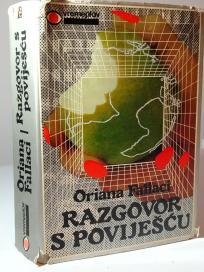 Oriana Fallaci
RAZGOVOR
S POVIJEŠĆU
Oriana Fallaci | Razgovor s poviješću